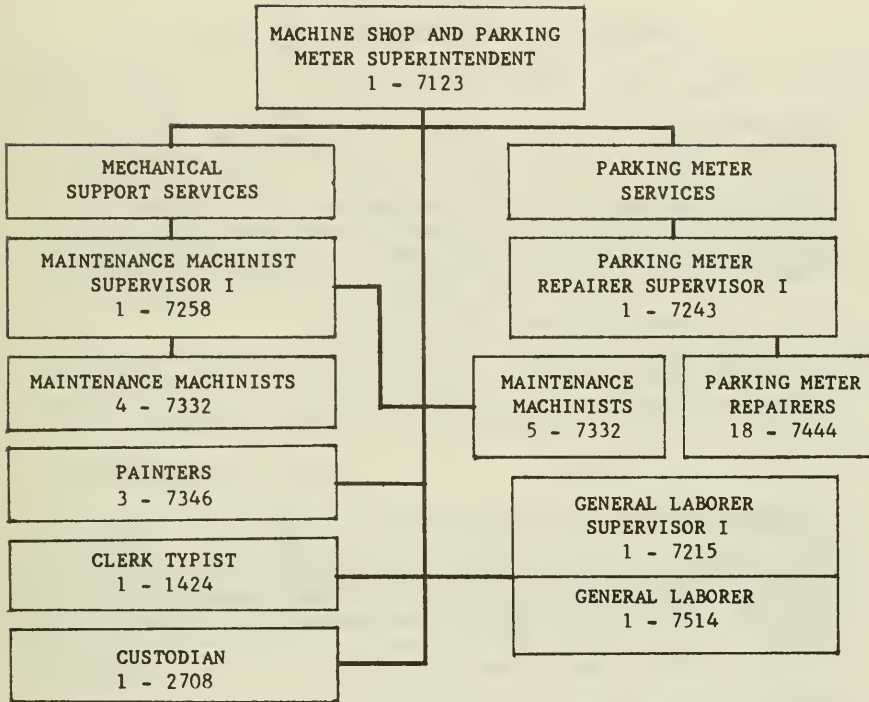 MACHINE SHOP AND PARKING
METER SUPERINTENDENT
1 - 7123
MECHANICAL
SUPPORT SERVICES
PARKING METER
SERVICES
MAINTENANCE MACHINIST
SUPERVISOR I
1 - 7258
PARKING METER
REPAIRER SUPERVISOR I
1 - 7243
MAINTENANCE MACHINISTS
4 - 7332
MAINTENANCE
MACHINISTS
5 - 7332
PARKING METER
REPAIRERS
18 - 7444
PAINTERS
3 - 7346
GENERAL LABORER
SUPERVISOR I
1 - 7215
CLERK TYPIST
1 - 1424
GENERAL LABORER
1 - 7514
CUSTODIAN
1 - 2708